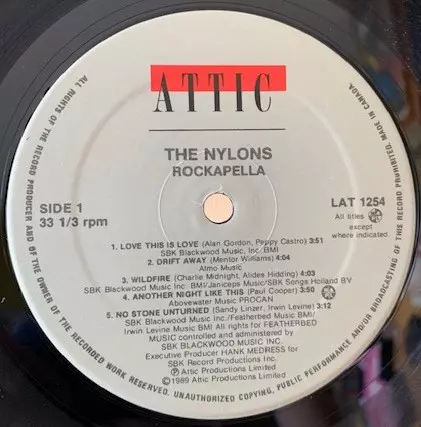 ATTIC
THE NYLONS
ROCKAPELLA
SIDE 1
33 1/3 rpm
LAT 1254
All titles
except
where indicated.
1. LOVE THIS IS LOVE (Alan Gordon, Peppy Castro) 3:51
SBK Blackwood Music, Inc. BMI
2. DRIFT AWAY (Mentor Williams) 4:04
Almo Music
3. WILDFIRE (Charlie Midnight, Aldes Hidding) 4:03
SBK Blackwood Music Inc. BMI/Janiceps Music/SBK Songs Holland BV
4. ANOTHER NIGHT LIKE THIS (Paul Cooper) 3:50
Abovewater Music PROCAN
5. NO STONE UNTURNED (Sandy Linzer, Irwin Levine) 3:12
SBK Blackwood Music Inc./Featherbed Music BMI/
Irwin Levine Music BMI All rights for FEATHERBED
MUSIC controlled and administered by
SBK BLACKWOOD MUSIC INC.
Executive Producer HANK MEDRESS for
SBK Record Productions Inc.
Ⓟ Attic Productions Limited
©1989 Attic Productions Limited
ALL RIGHTS OF THE RECORD PRODUCER AND OF THE OWNER OF THE RECORDED WORK RESERVED. UNAUTHORIZED COPYING, PUBLIC PERFORMANCE AND/OR BROADCASTING OF THIS RECORD PROHIBITED. MADE IN CANADA.